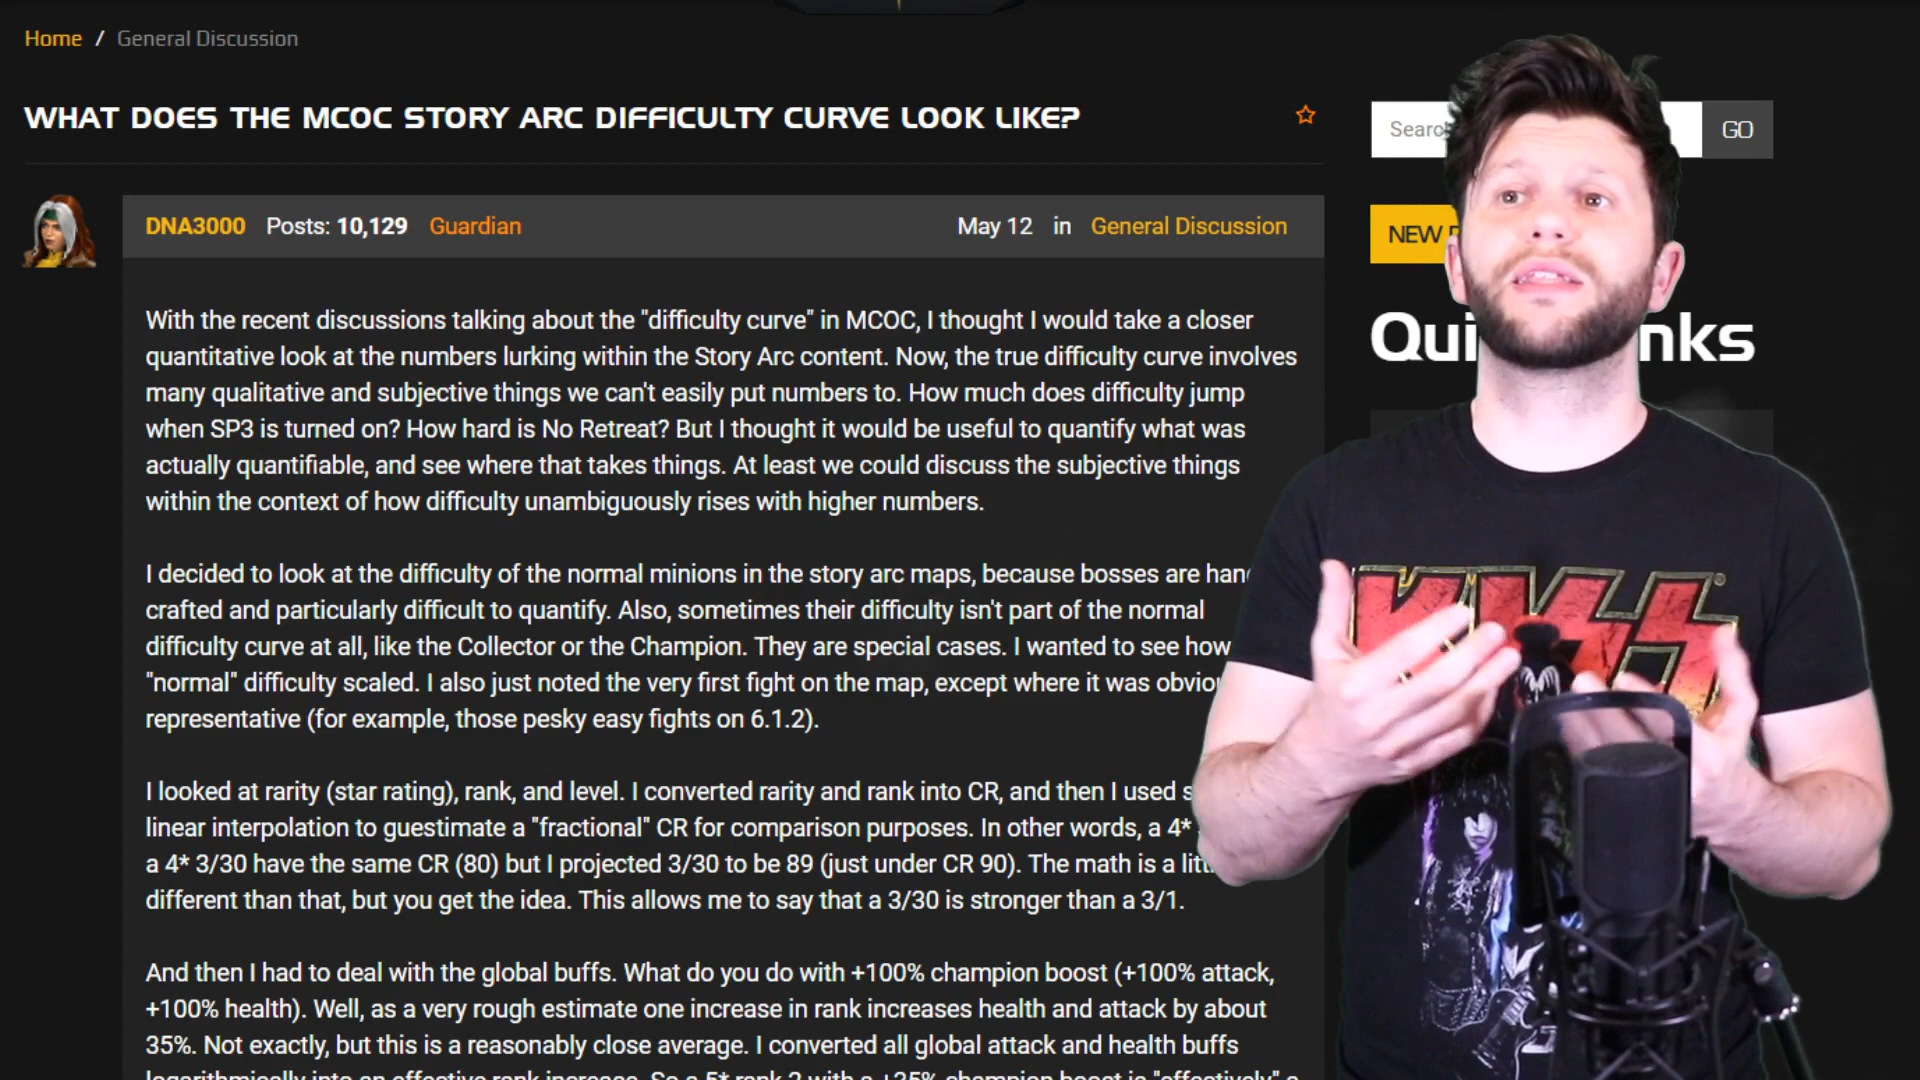 Home / General Discussion
WHAT DOES THE MCOC STORY ARC DIFFICULTY CURVE LOOK LIKE?
GO
DNA3000 Posts: 10,129 Guardian May 12 in General Discussion
NEW
With the recent discussions talking about the "difficulty curve" in MCOC, I thought I would take a closer
quantitative look at the numbers lurking within the Story Arc content. Now, the true difficulty curve involves
many qualitative and subjective things we can't easily put numbers to. How much does difficulty jump
when SP3 is turned on? How hard is No Retreat? But I thought it would be useful to quantify what was
actually quantifiable, and see where that takes things. At least we could discuss the subjective things
within the context of how difficulty unambiguously rises with higher numbers.
I decided to look at the difficulty of the normal minions in the story arc maps, because bosses are
crafted and particularly difficult to quantify. Also, sometimes their difficulty isn't part of the normal
difficulty curve at all, like the Collector or the Champion. They are special cases. I wanted to see how
"normal" difficulty scaled. I also just noted the very first fight on the map, except where it was
representative (for example, those pesky easy fights on 6.1.2).
I looked at rarity (star rating), rank, and level. I converted rarity and rank into CR, and then I used
linear interpolation to guestimate a "fractional" CR for comparison purposes. In other words, a 4*
a 4* 3/30 have the same CR (80) but I projected 3/30 to be 89 (just under CR 90). The math is a
different than that, but you get the idea. This allows me to say that a 3/30 is stronger than a 3/1.
And then I had to deal with the global buffs. What do you do with +100% champion boost (+100% attack,
+100% health). Well, as a very rough estimate one increase in rank increases health and attack by about
35%. Not exactly, but this is a reasonably close average. I converted all global attack and health buffs
KISS